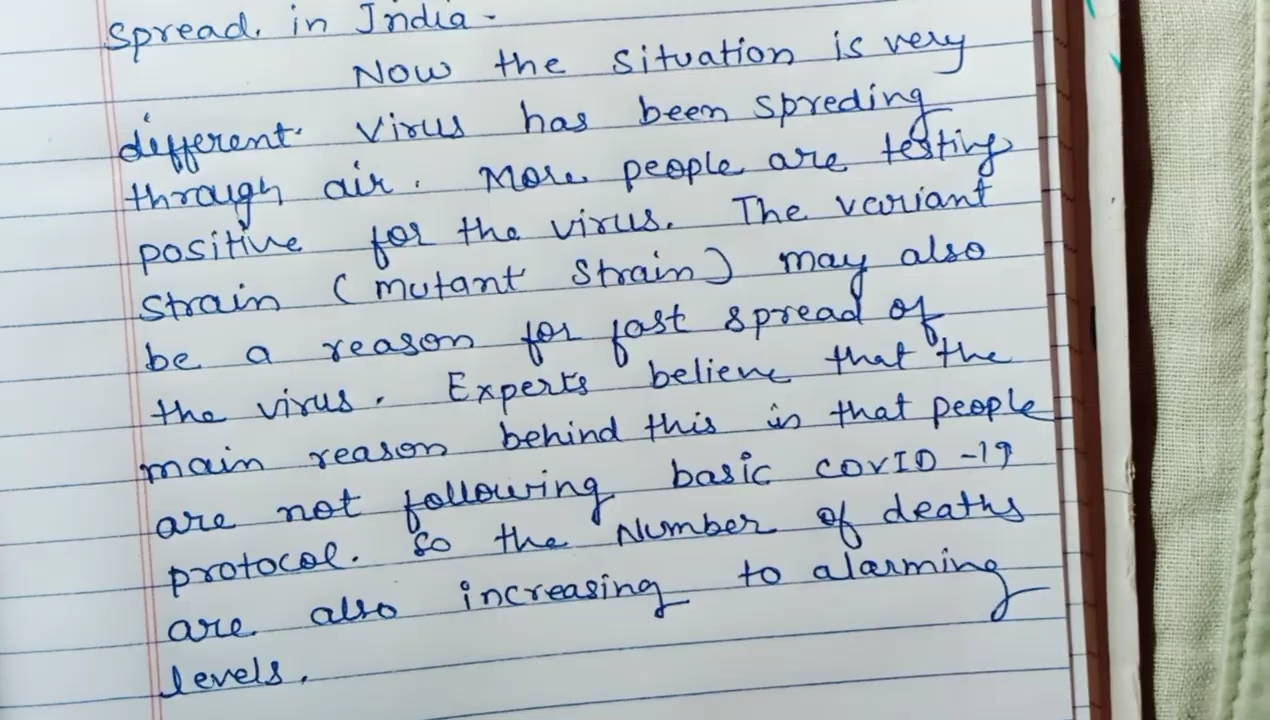 spread. in India.
Now the situation is very
different. Virus has been spreding
through air. More people are testing
positive for the virus. The variant
strain (mutant strain) may also
be a reason for fast spread of
the virus. Experts believe that the
main reason behind this is that people
are not following basic COVID-19
protocol. So the Number of deaths
are also increasing to alarming
levels.